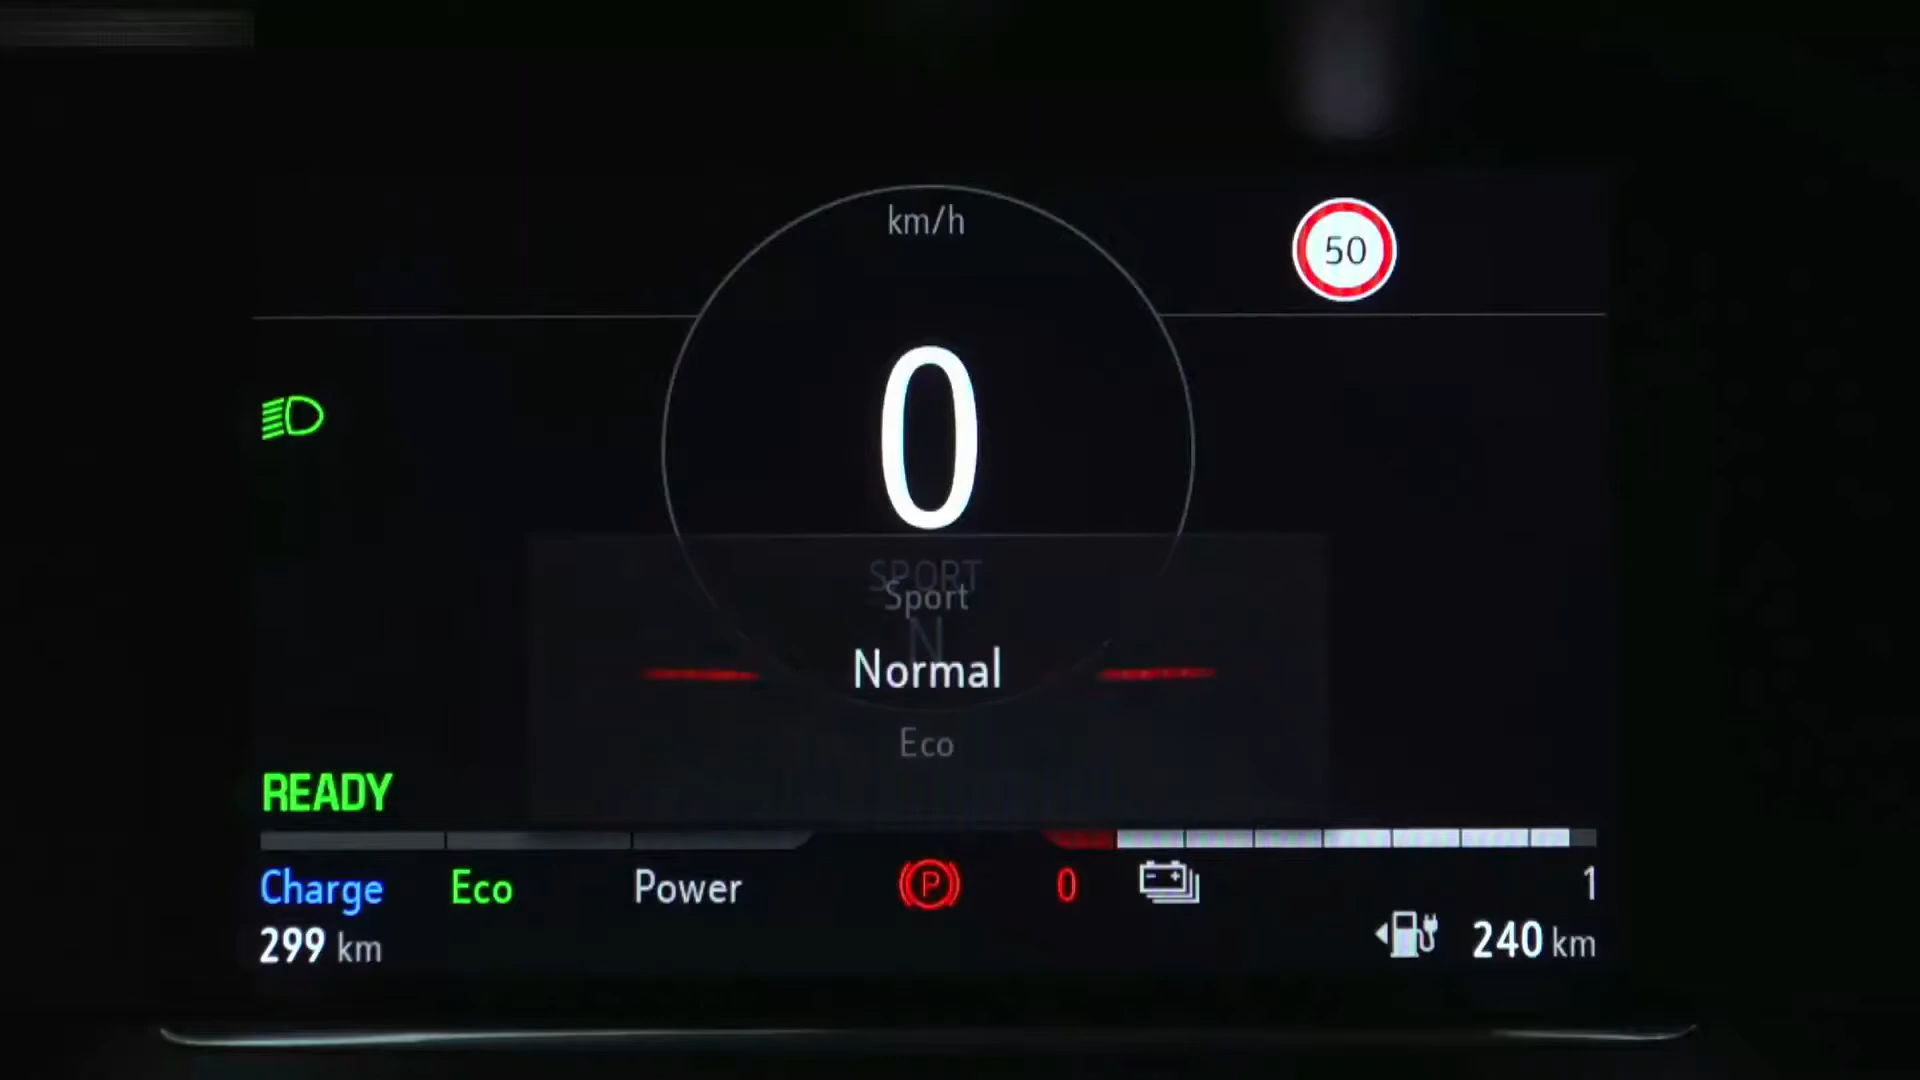 km/h
50
0
SPORT
Sport
N
Normal
Eco
READY
Charge Eco Power P 0 1
299 km 240 km